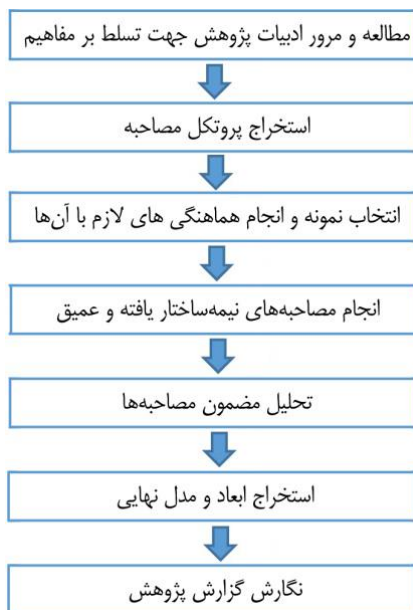 مطالعه و مرور ادبیات پژوهش جهت تسلط بر مفاهیم
استخراج پروتکل مصاحبه
انتخاب نمونه و انجام هماهنگی های لازم با آن‌ها
انجام مصاحبه‌های نیمه‌ساختار یافته و عمیق
تحلیل مضمون مصاحبه‌ها
استخراج ابعاد و مدل نهایی
نگارش گزارش پژوهش